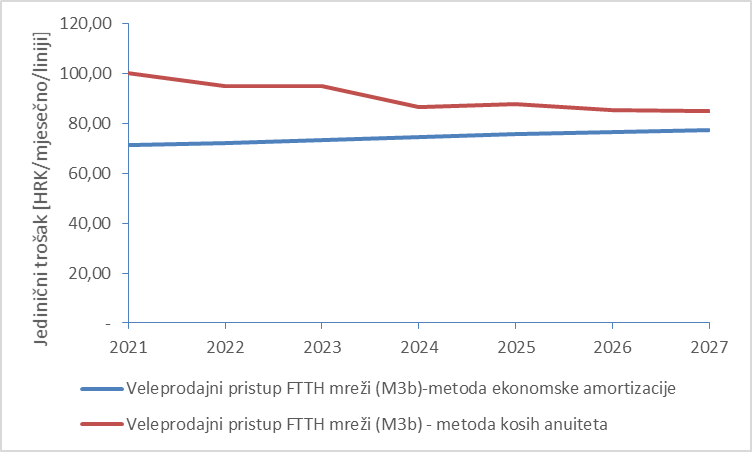 Jedinični trošak [HRK/mjesečno/liniji]
120,00
100,00
80,00
60,00
40,00
20,00
-
2021 2022 2023 2024 2025 2026 2027
Veleprodajni pristup FTTH mreži (M3b)-metoda ekonomske amortizacije
Veleprodajni pristup FTTH mreži (M3b) - metoda kosih anuiteta